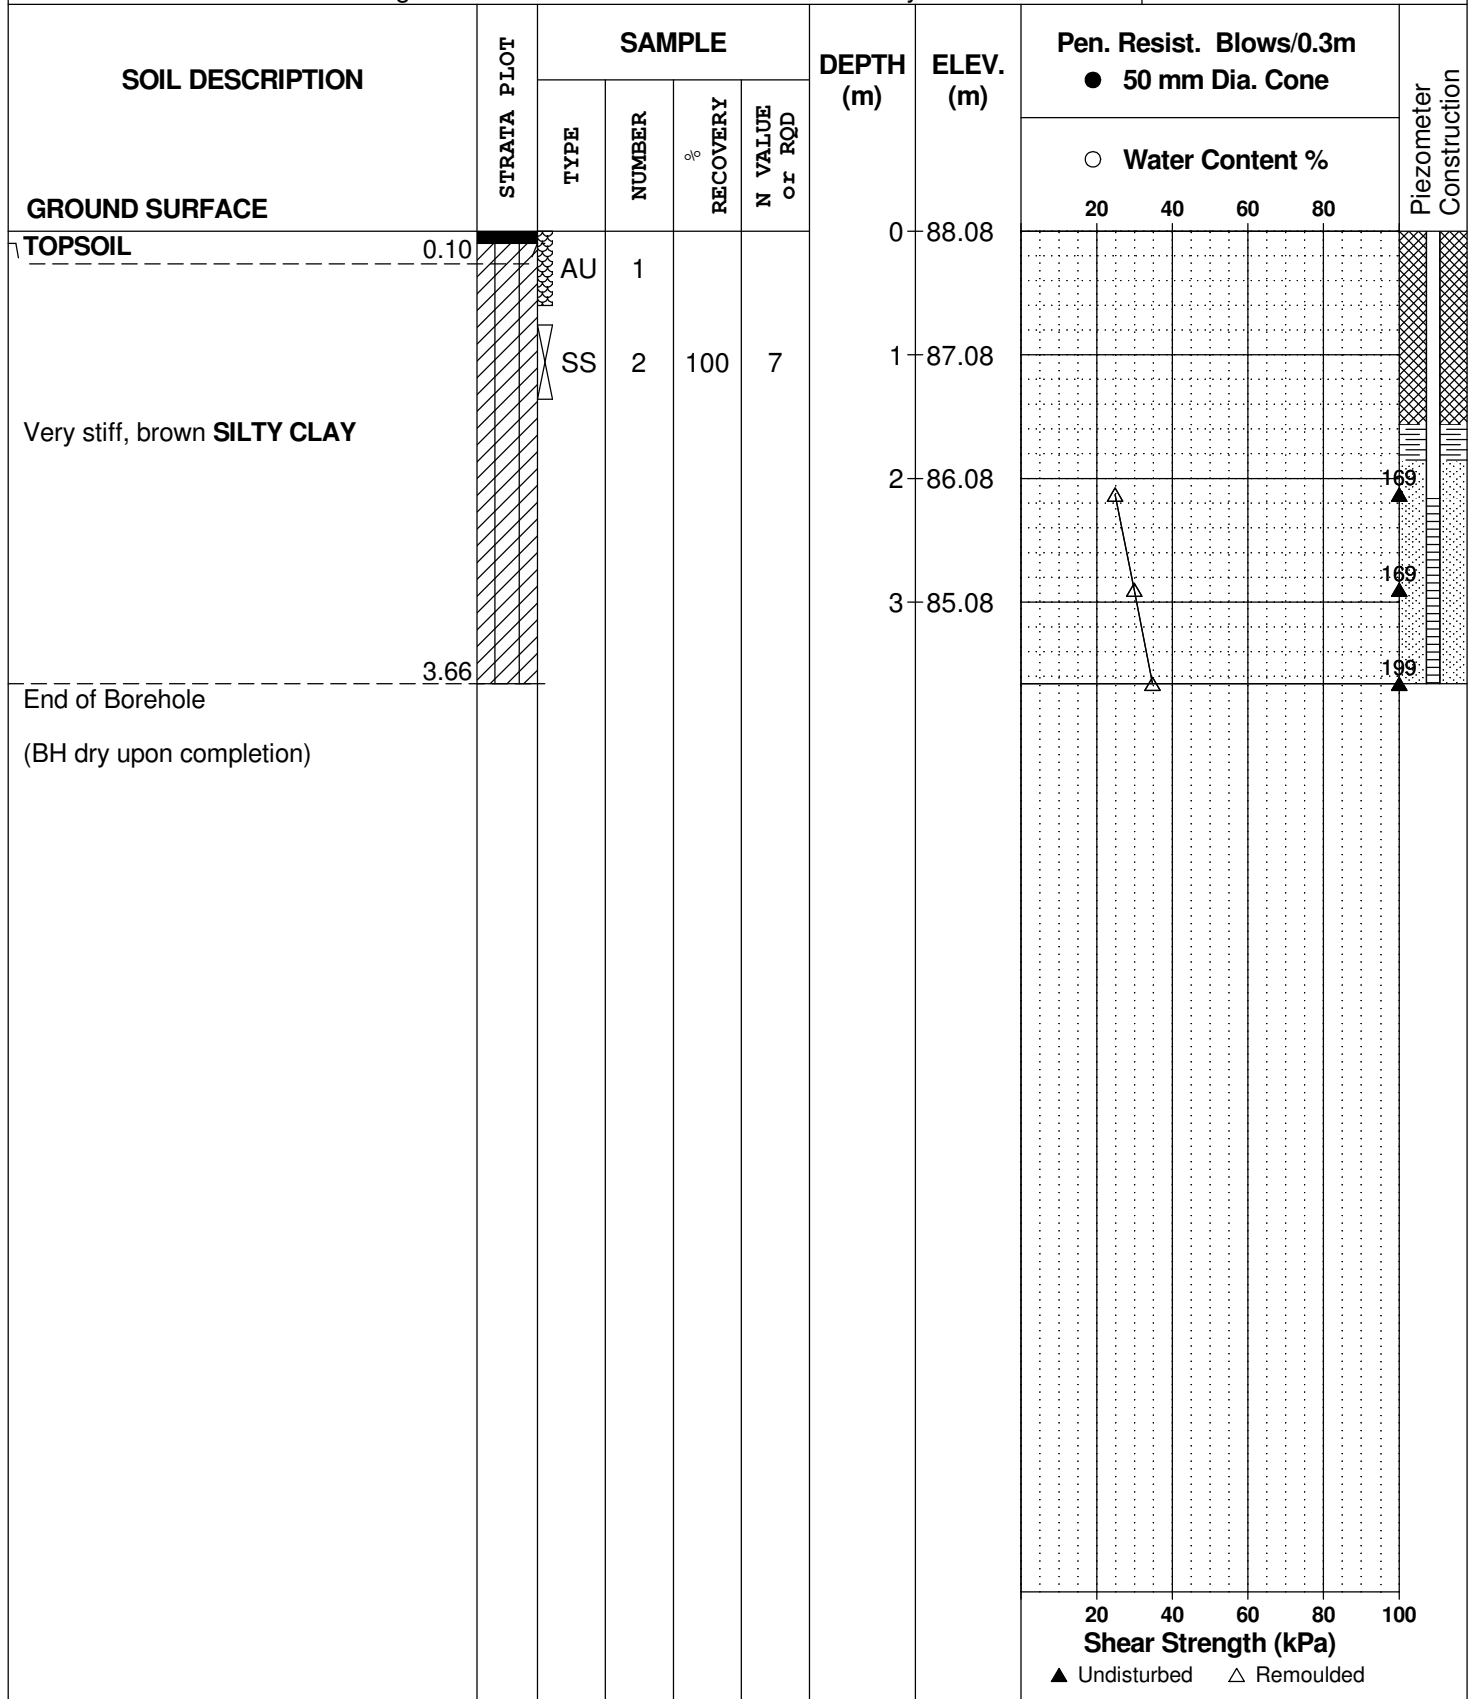 SOIL DESCRIPTION
GROUND SURFACE
STRATA PLOT
SAMPLE
TYPE
NUMBER
%
RECOVERY
N VALUE
or RQD
DEPTH
(m)
ELEV.
(m)
Pen. Resist. Blows/0.3m
● 50 mm Dia. Cone
○ Water Content %
20 40 60 80
Piezometer
Construction
0 88.08
TOPSOIL 0.10
AU 1
SS 2 100 7
1 87.08
Very stiff, brown SILTY CLAY
2 86.08
169
169
3 85.08
3.66
199
End of Borehole
(BH dry upon completion)
20 40 60 80 100
Shear Strength (kPa)
▲ Undisturbed △ Remoulded